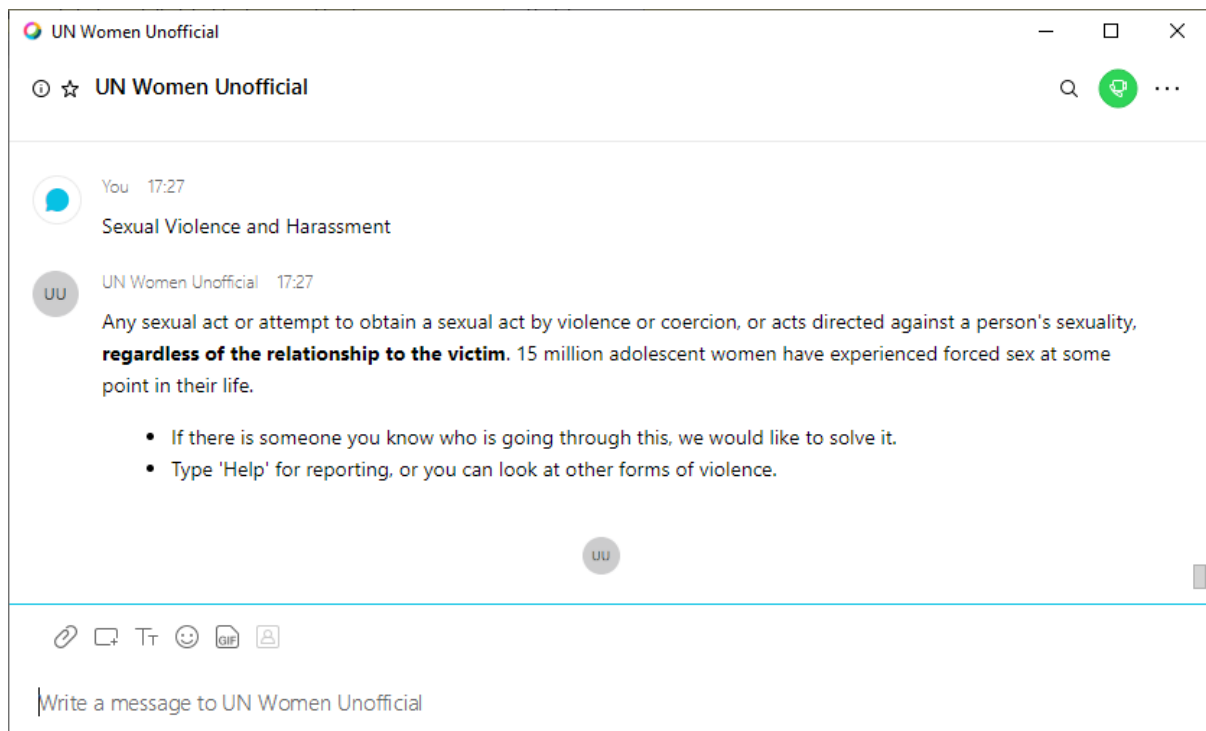 UN Women Unofficial
UN Women Unofficial
You 17:27
Sexual Violence and Harassment
UU
UN Women Unofficial 17:27
Any sexual act or attempt to obtain a sexual act by violence or coercion, or acts directed against a person's sexuality,
regardless of the relationship to the victim. 15 million adolescent women have experienced forced sex at some
point in their life.
• If there is someone you know who is going through this, we would like to solve it.
• Type 'Help' for reporting, or you can look at other forms of violence.
UU
TT
GIF
Write a message to UN Women Unofficial